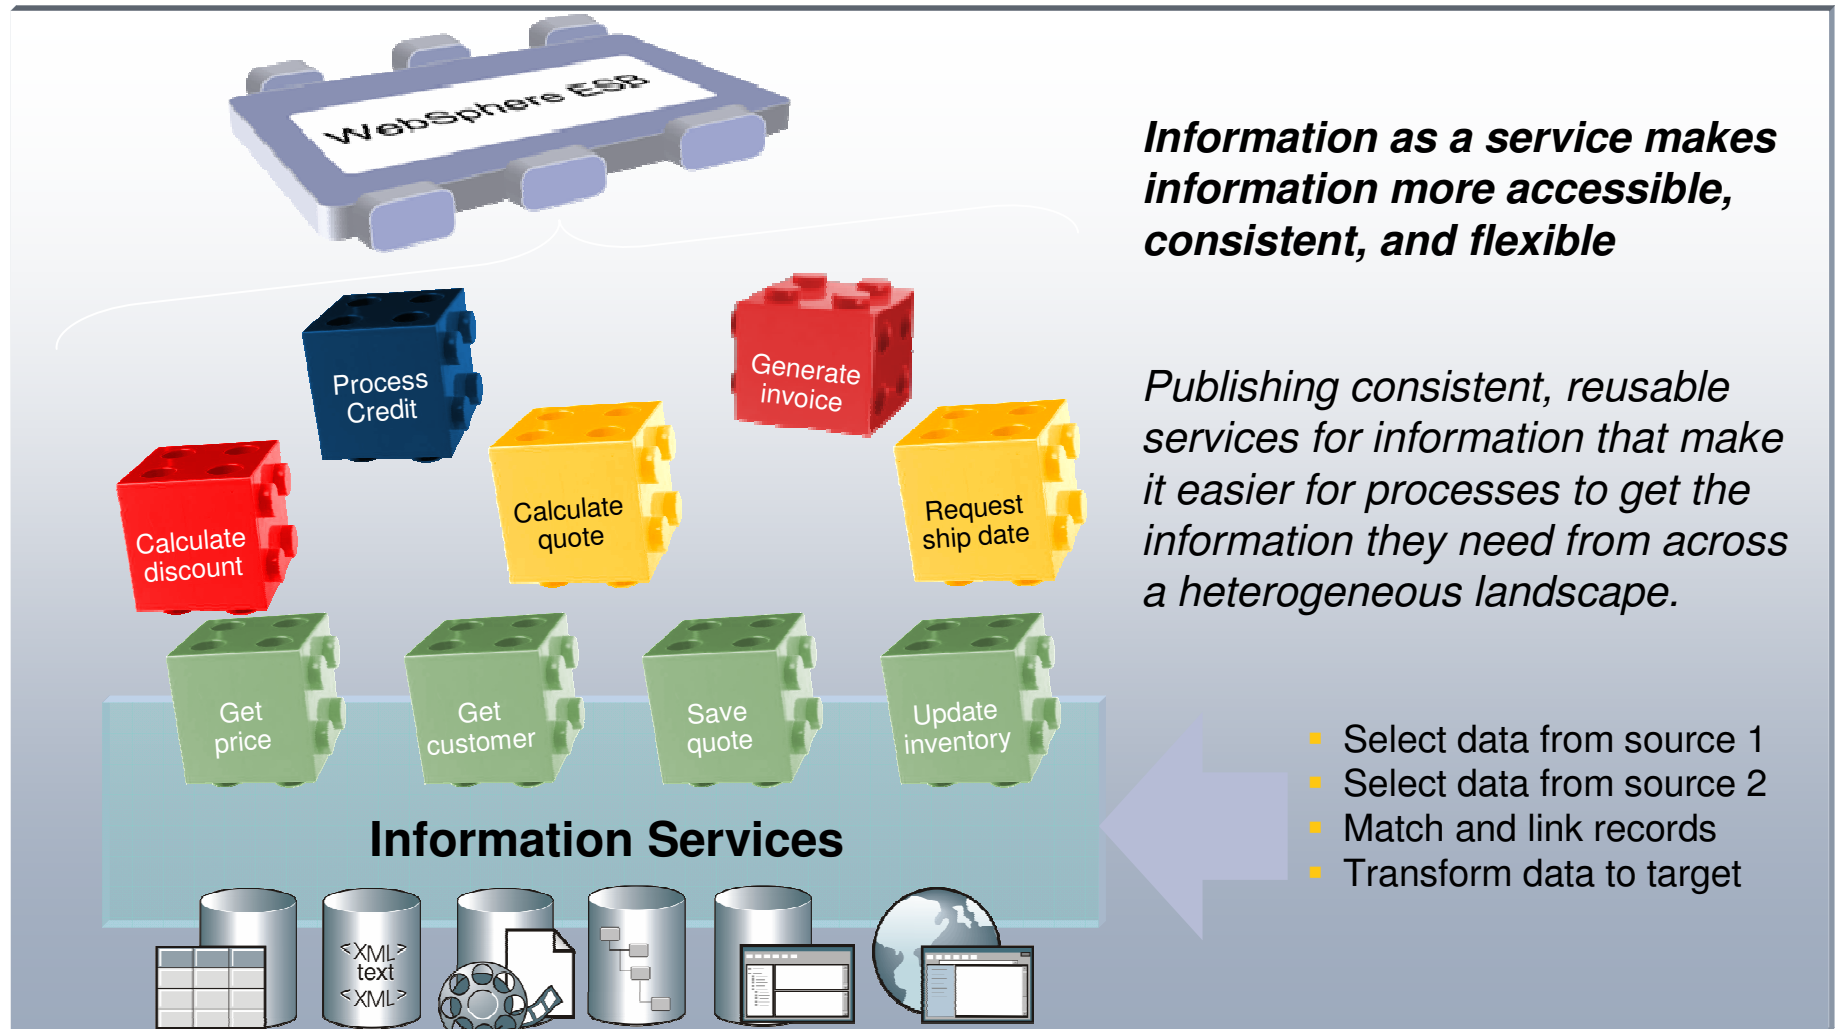 WebSphere ESB
Information as a service makes
information more accessible,
consistent, and flexible
Process
Credit
Generate
invoice
Calculate
quote
Request
ship date
Calculate
discount
Publishing consistent, reusable
services for information that make
it easier for processes to get the
information they need from across
a heterogeneous landscape.
Get
price
Get
customer
Save
quote
Update
inventory
Select data from source 1
Select data from source 2
Match and link records
Transform data to target
Information Services
<XML>
text
<XML>